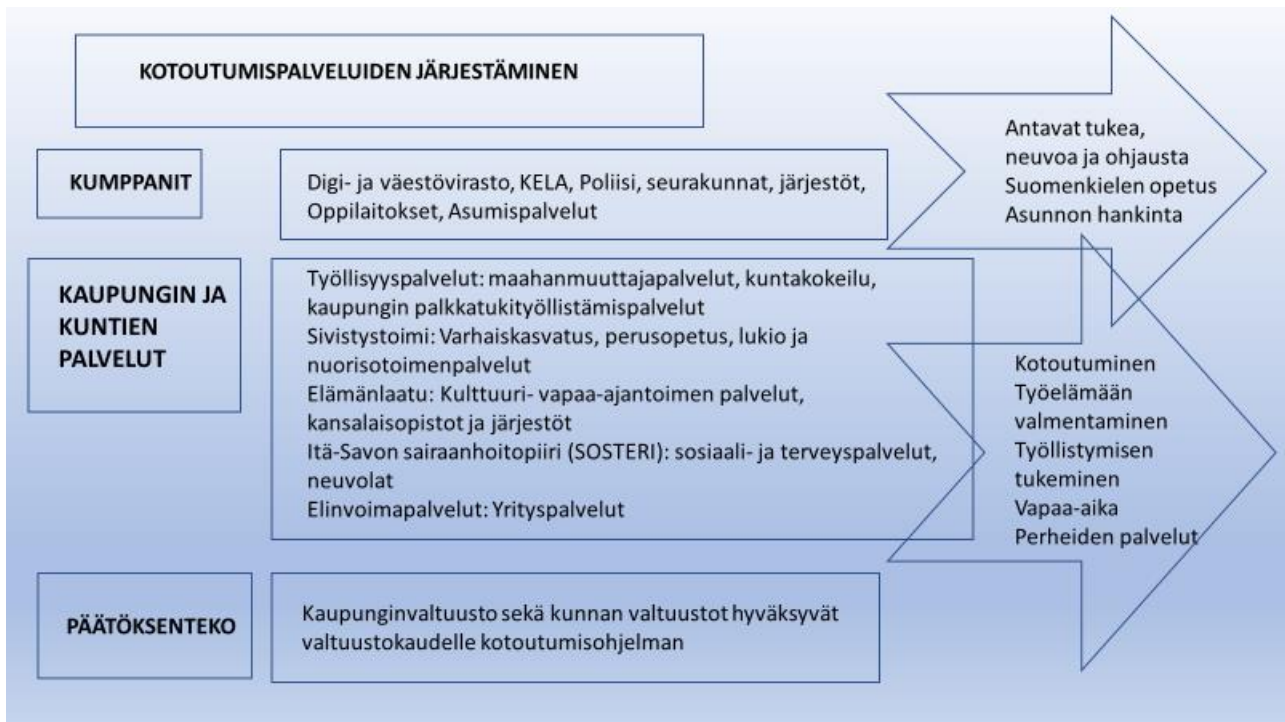 KOTOUTUMISPALVELUIDEN JÄRJESTÄMINEN
KUMPPANIT
Digi- ja väestövirasto, KELA, Poliisi, seurakunnat, järjestöt,
Oppilaitokset, Asumispalvelut
Antavat tukea,
neuvoa ja ohjausta
Suomenkielen opetus
Asunnon hankinta
KAUPUNGIN JA
KUNTIEN
PALVELUT
Työllisyyspalvelut: maahanmuuttajapalvelut, kuntakokeilu,
kaupungin palkkatukityöllistämispalvelut
Sivistystoimi: Varhaiskasvatus, perusopetus, lukio ja
nuorisotoimenpalvelut
Elämänlaatu: Kulttuuri- vapaa-ajantoimen palvelut,
kansalaisopistot ja järjestöt
Itä-Savon sairaanhoitopiiri (SOSTERI): sosiaali- ja terveyspalvelut,
neuvolat
Elinvoimapalvelut: Yrityspalvelut
Kotoutuminen
Työelämään
valmentaminen
Työllistymisen
tukeminen
Vapaa-aika
Perheiden palvelut
PÄÄTÖKSENTEKO
Kaupunginvaltuusto sekä kunnan valtuustot hyväksyvät
valtuustokaudelle kotoutumisohjelman